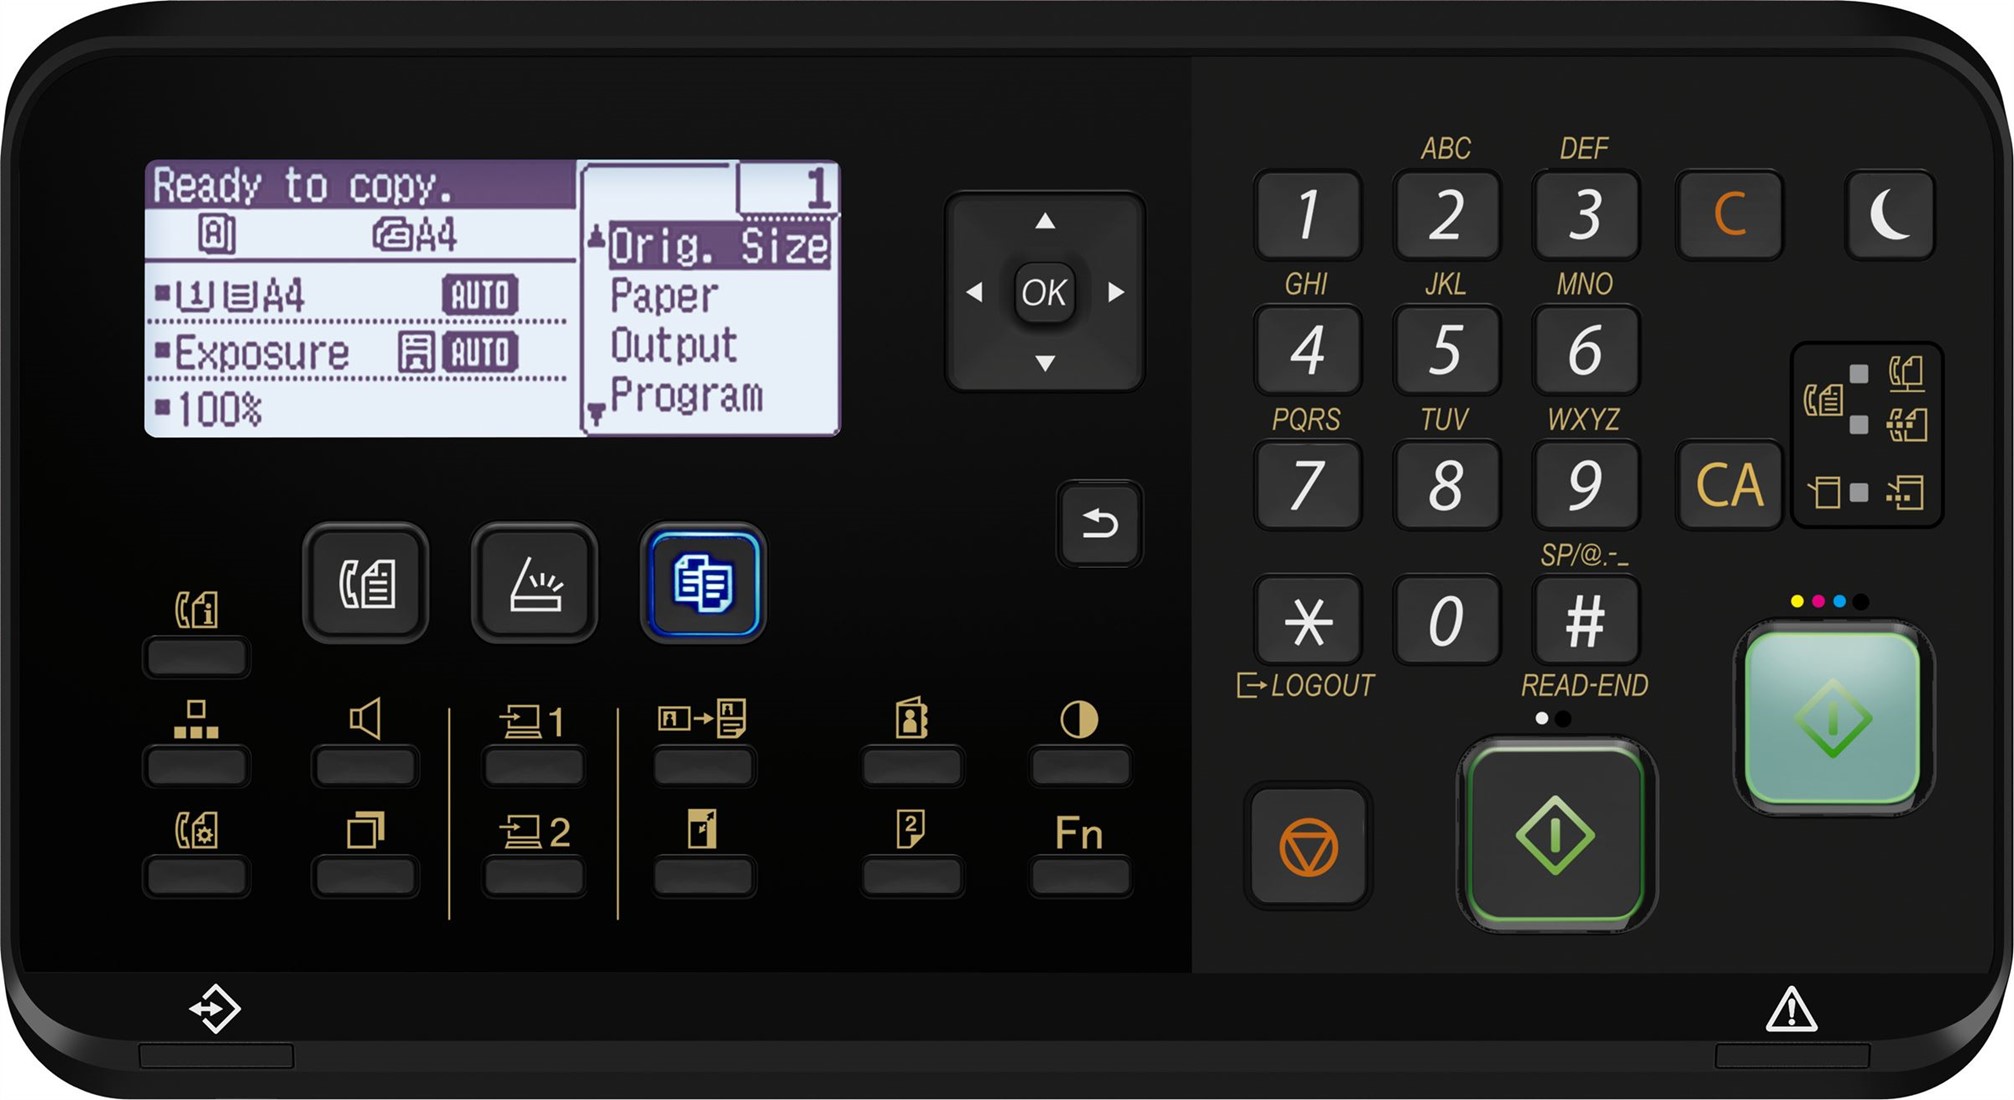 Ready to copy.
1
A
A4
Orig. Size
1 A4 AUTO
Paper
Exposure AUTO
Output
100%
Program
OK
ABC DEF
1 2 3 C
GHI JKL MNO
4 5 6
PQRS TUV WXYZ
7 8 9 CA
SP/@.-_
* 0 #
LOGOUT READ-END
1
2
2
Fn